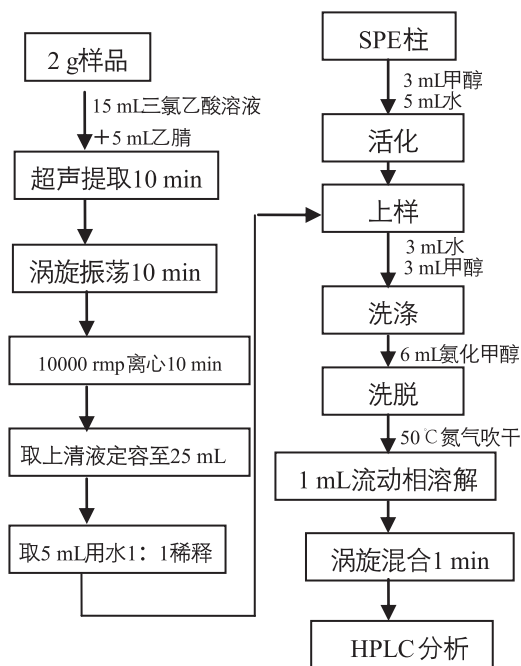 2 g样品
15 mL三氯乙酸溶液
＋5 mL乙腈
超声提取10 min
涡旋振荡10 min
10000 rmp离心10 min
取上清液定容至25 mL
取5 mL用水1：1稀释
SPE柱
3 mL甲醇
5 mL水
活化
上样
3 mL水
3 mL甲醇
洗涤
6 mL氨化甲醇
洗脱
50℃氮气吹干
1 mL流动相溶解
涡旋混合1 min
HPLC分析